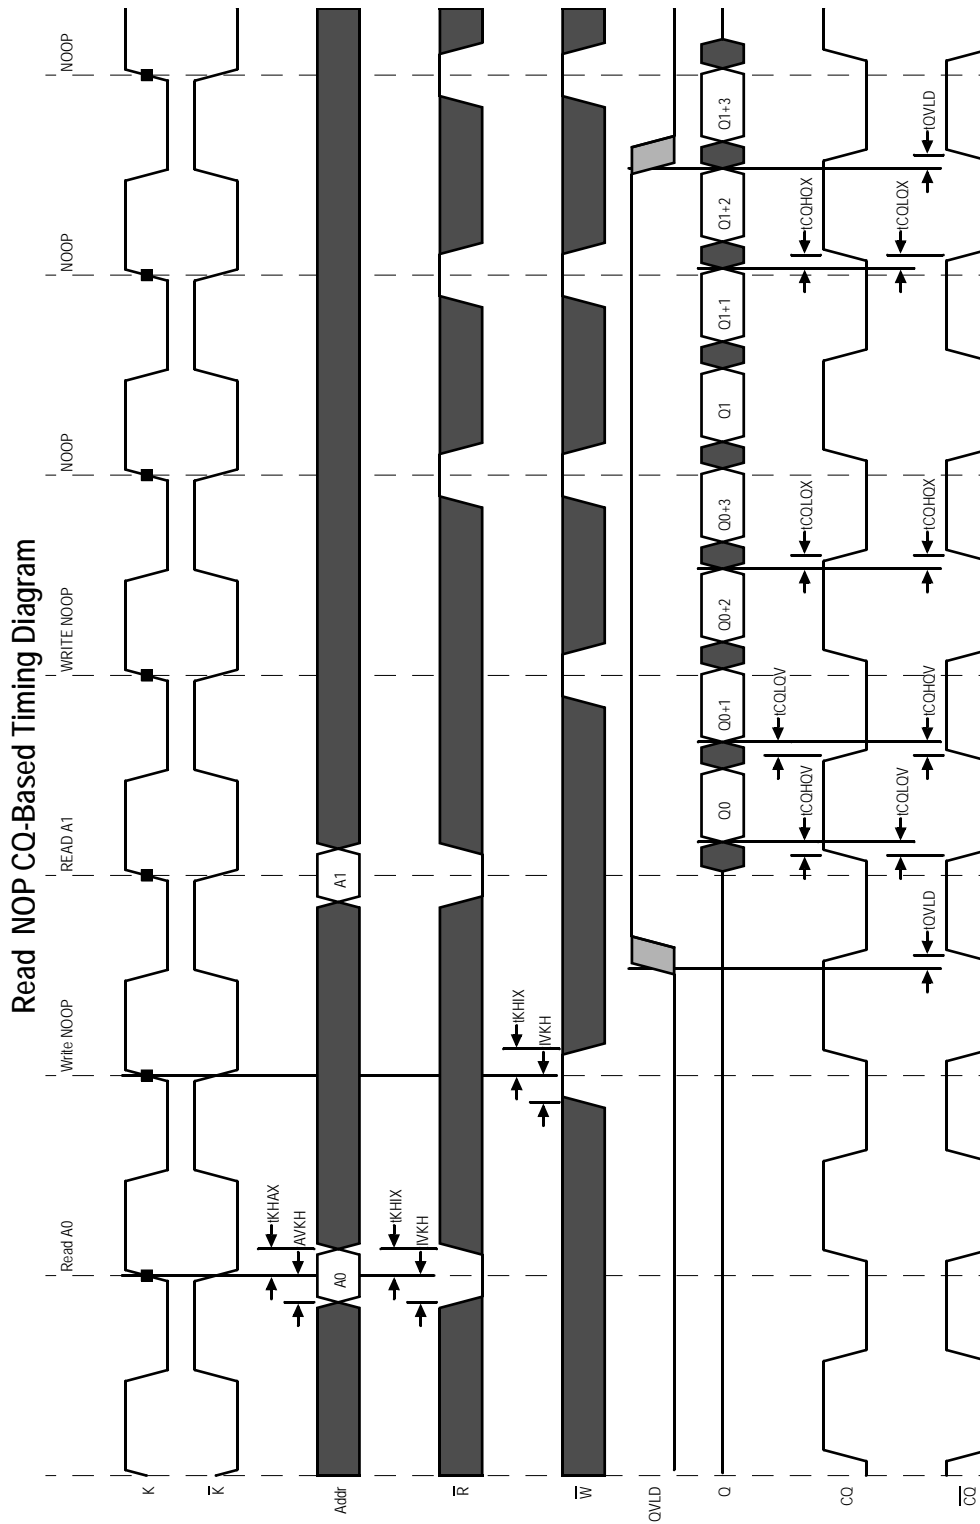 Read NOP CQ-Based Timing Diagram
Read A0
Write NOOP
READ A1
WRITE NOOP
NOOP
NOOP
NOOP
K
K
tKHAX
AVKH
Addr
A0
A1
tKHIX
IVKH
R
tKHIX
IVKH
W
QVLD
Q
Q0
Q0+1
Q0+2
Q0+3
Q1
Q1+1
Q1+2
Q1+3
tCQLQV
tCQHQV
tCQLQX
tCQHQX
CQ
tCQLQV
tCQLQX
tQVLD
tCQHQV
tCQHQX
tQVLD
CQ